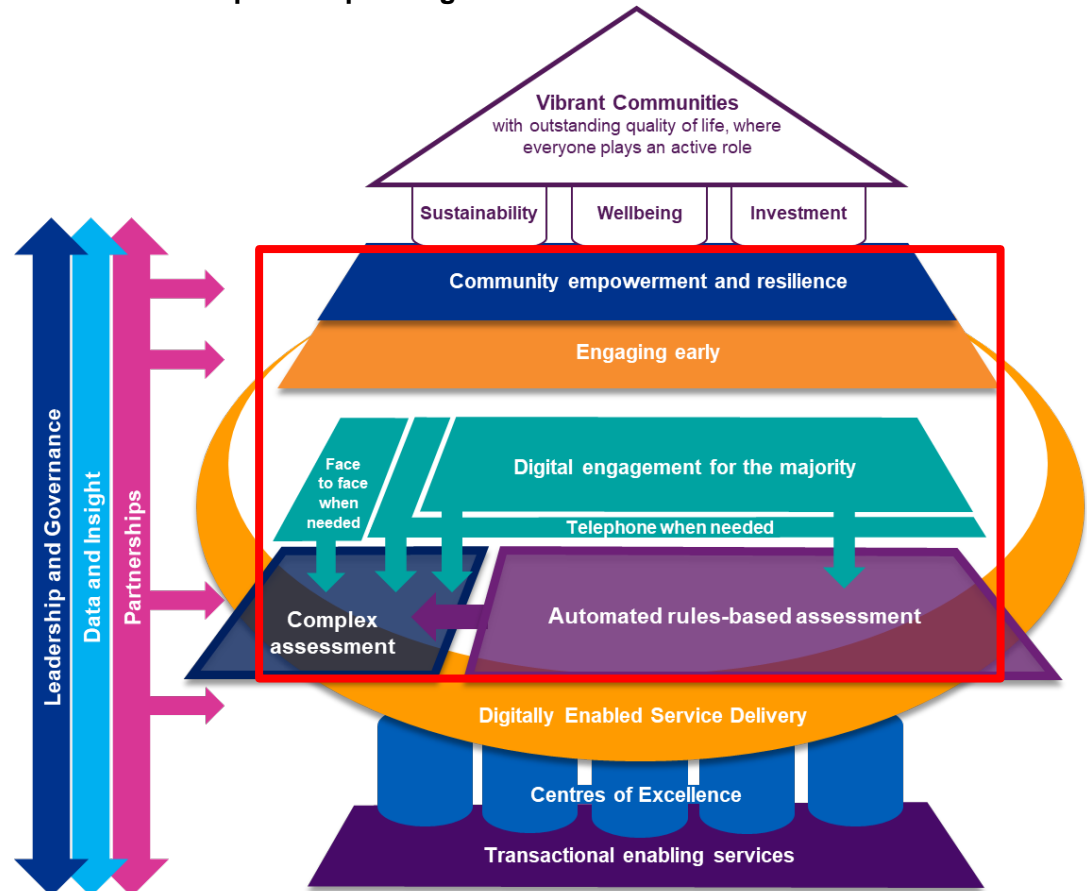 Vibrant Communities
with outstanding quality of life, where
everyone plays an active role
Sustainability
Wellbeing
Investment
Community empowerment and resilience
Engaging early
Face
to face
when
needed
Digital engagement for the majority
Telephone when needed
Complex
assessment
Automated rules-based assessment
Digitally Enabled Service Delivery
Centres of Excellence
Transactional enabling services
Leadership and Governance
Data and Insight
Partnerships